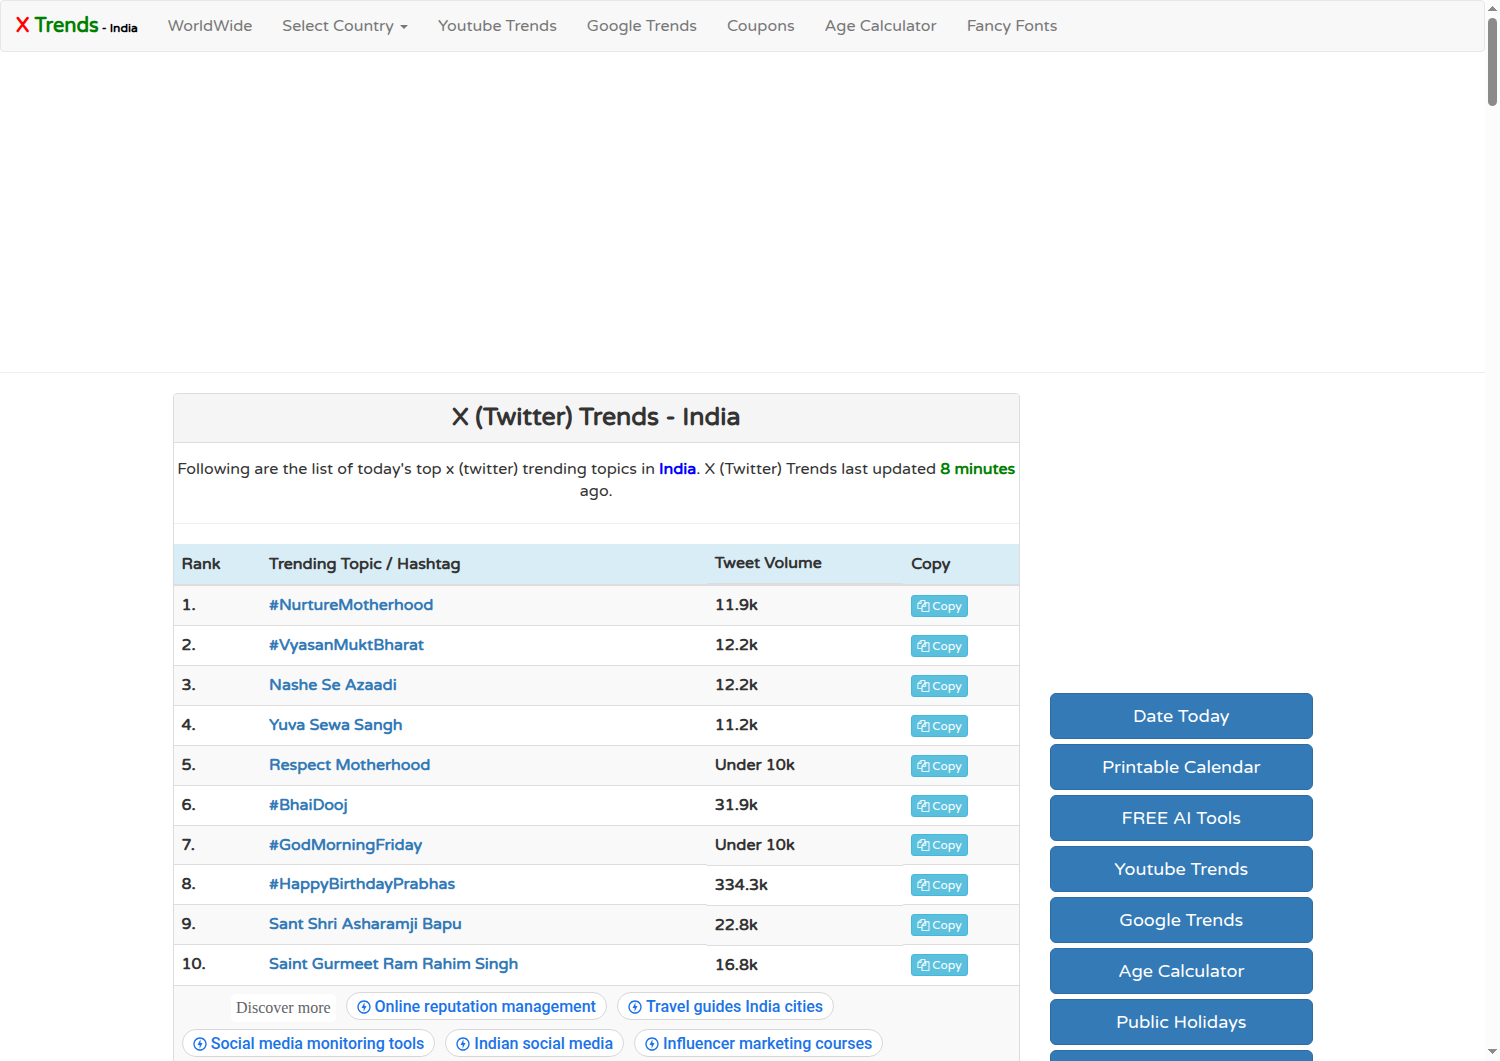 X Trends - India WorldWide Select Country Youtube Trends Google Trends Coupons Age Calculator Fancy Fonts
X (Twitter) Trends - India
Following are the list of today's top x (twitter) trending topics in India. X (Twitter) Trends last updated 8 minutes
ago.
Rank Trending Topic / Hashtag Tweet Volume Copy
1. #NurtureMotherhood 11.9k Copy
2. #VyasanMuktBharat 12.2k Copy
3. Nashe Se Azaadi 12.2k Copy
4. Yuva Sewa Sangh 11.2k Copy
5. Respect Motherhood Under 10k Copy
6. #BhaiDooj 31.9k Copy
7. #GodMorningFriday Under 10k Copy
8. #HappyBirthdayPrabhas 334.3k Copy
9. Sant Shri Asharamji Bapu 22.8k Copy
10. Saint Gurmeet Ram Rahim Singh 16.8k Copy
Discover more Online reputation management Travel guides India cities
Social media monitoring tools Indian social media Influencer marketing courses
Date Today
Printable Calendar
FREE AI Tools
Youtube Trends
Google Trends
Age Calculator
Public Holidays